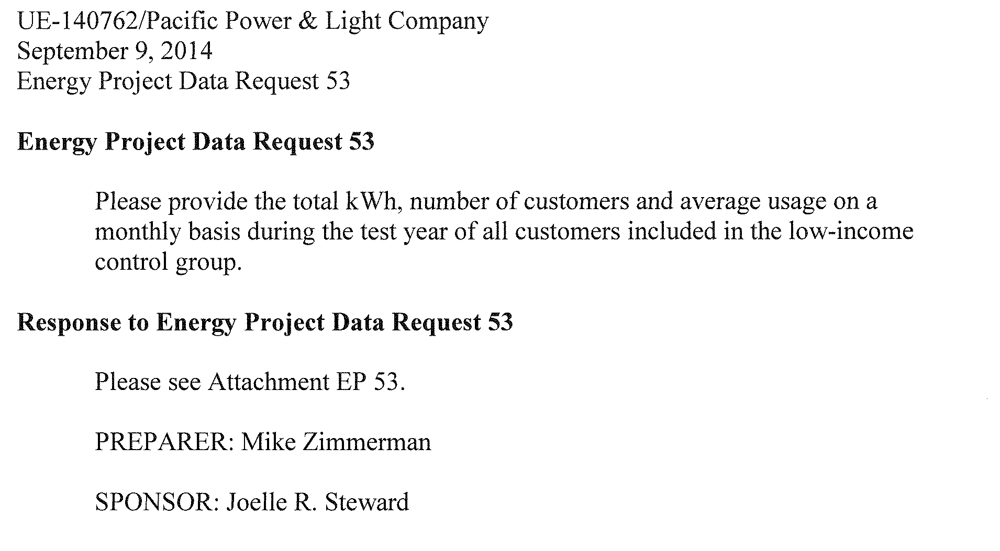 UE-140762/Pacific Power & Light Company
September 9, 2014
Energy Project Data Request 53
Energy Project Data Request 53
Please provide the total kWh, number of customers and average usage on a
monthly basis during the test year of all customers included in the low-income
control group.
Response to Energy Project Data Request 53
Please see Attachment EP 53.
PREPARER: Mike Zimmerman
SPONSOR: Joelle R. Steward